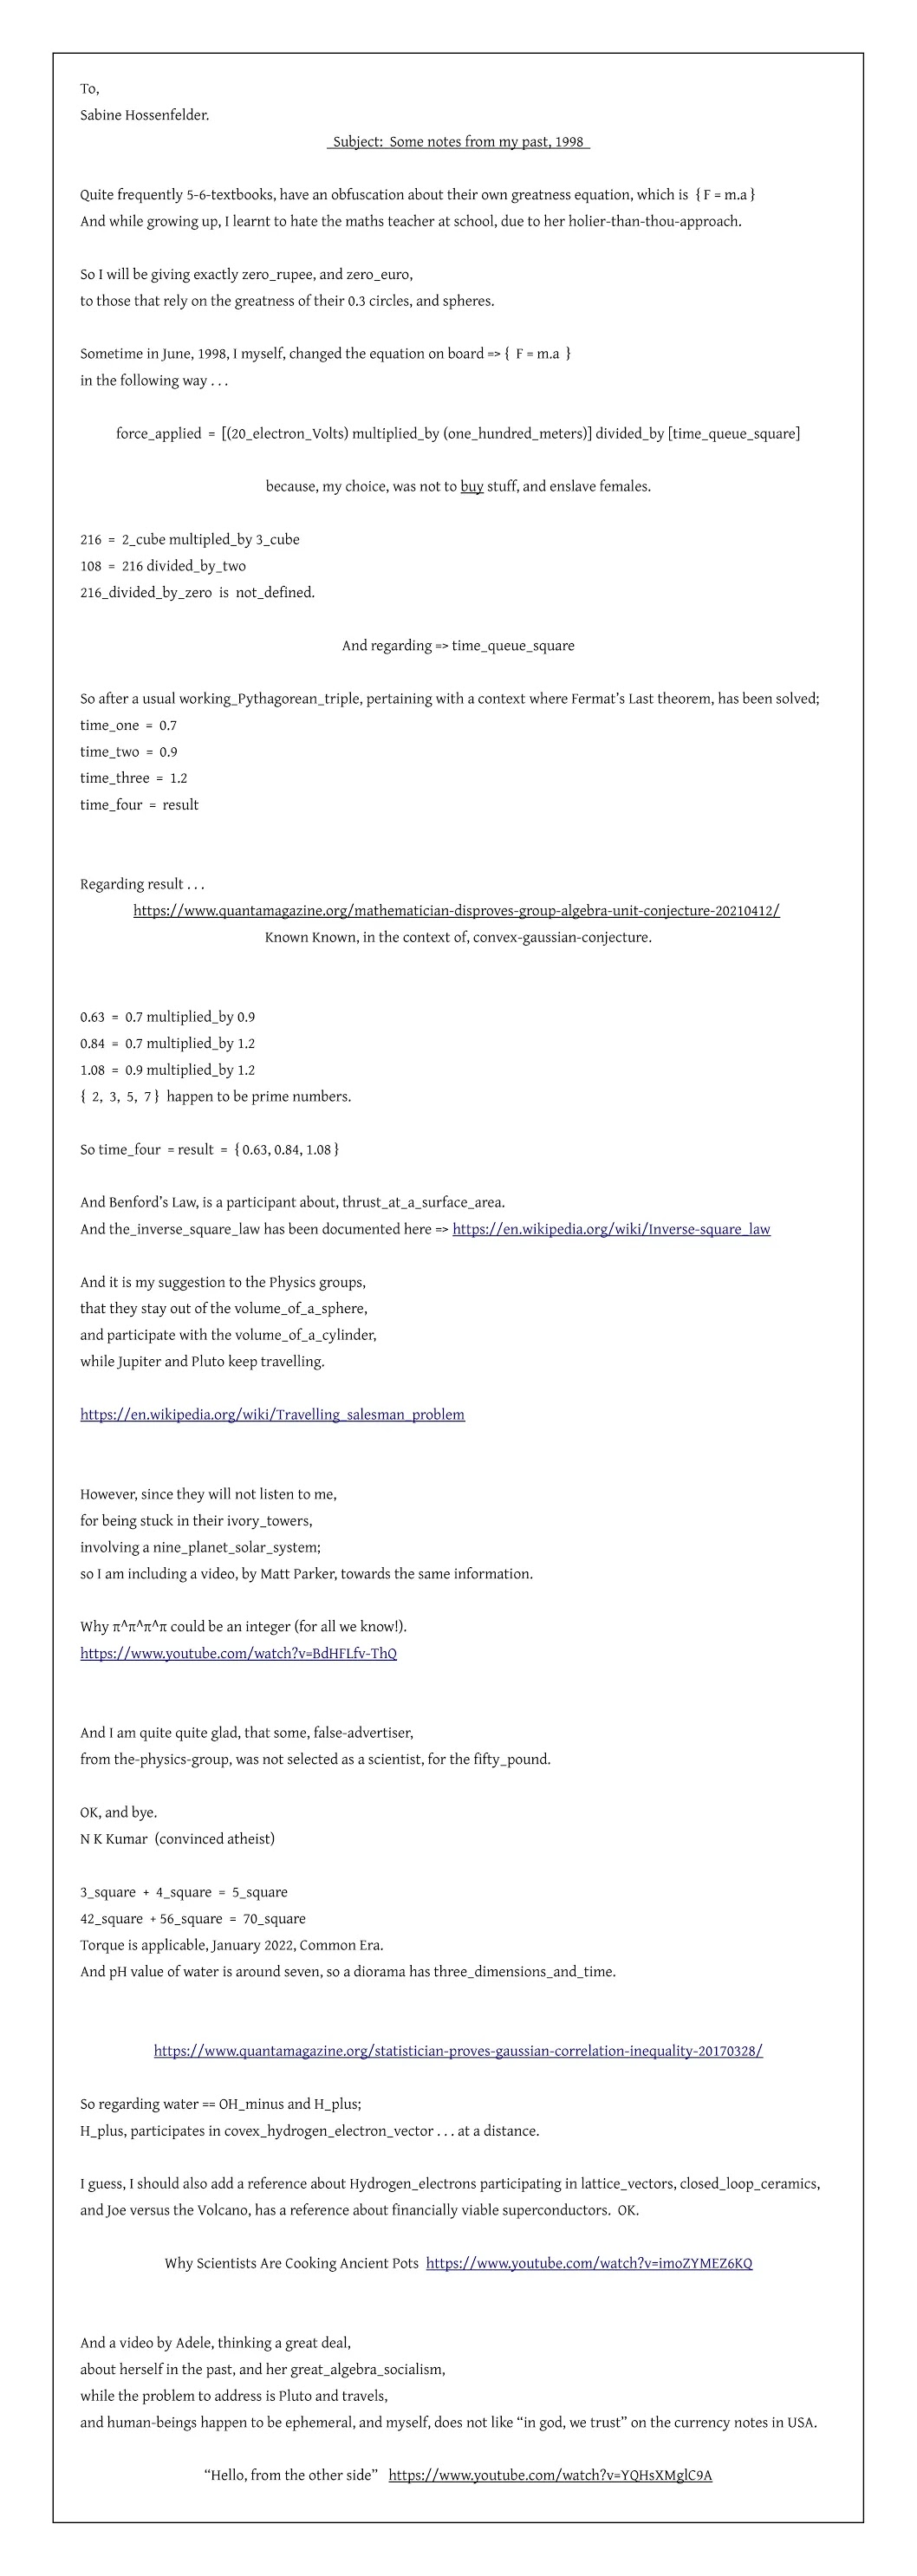 To,
Sabine Hossenfelder.
Subject:  Some notes from my past, 1998
Quite frequently 5-6-textbooks, have an obfuscation about their own greatness equation, which is  { F = m.a }
And while growing up, I learnt to hate the maths teacher at school, due to her holier-than-thou-approach.
So I will be giving exactly zero_rupee, and zero_euro,
to those that rely on the greatness of their 0.3 circles, and spheres.
Sometime in June, 1998, I myself, changed the equation on board => {  F = m.a  }
in the following way . . .
force_applied  =  [(20_electron_Volts) multiplied_by (one_hundred_meters)] divided_by [time_queue_square]
because, my choice, was not to buy stuff, and enslave females.
216  =  2_cube multipled_by 3_cube
108  =  216 divided_by_two
216_divided_by_zero  is  not_defined.
And regarding => time_queue_square
So after a usual working_Pythagorean_triple, pertaining with a context where Fermat’s Last theorem, has been solved;
time_one  =  0.7
time_two  =  0.9
time_three  =  1.2
time_four  =  result
Regarding result . . .
https://www.quantamagazine.org/mathematician-disproves-group-algebra-unit-conjecture-20210412/
Known Known, in the context of, convex-gaussian-conjecture.
0.63  =  0.7 multiplied_by 0.9
0.84  =  0.7 multiplied_by 1.2
1.08  =  0.9 multiplied_by 1.2
{  2,  3,  5,  7 }  happen to be prime numbers.
So time_four  = result  =  { 0.63, 0.84, 1.08 }
And Benford’s Law, is a participant about, thrust_at_a_surface_area.
And the_inverse_square_law has been documented here => https://en.wikipedia.org/wiki/Inverse-square_law
And it is my suggestion to the Physics groups,
that they stay out of the volume_of_a_sphere,
and participate with the volume_of_a_cylinder,
while Jupiter and Pluto keep travelling.
https://en.wikipedia.org/wiki/Travelling_salesman_problem
However, since they will not listen to me,
for being stuck in their ivory_towers,
involving a nine_planet_solar_system;
so I am including a video, by Matt Parker, towards the same information.
Why π^π^π^π could be an integer (for all we know!).
https://www.youtube.com/watch?v=BdHFLfv-ThQ
And I am quite quite glad, that some, false-advertiser,
from the-physics-group, was not selected as a scientist, for the fifty_pound.
OK, and bye.
N K Kumar  (convinced atheist)
3_square  +  4_square  =  5_square
42_square  + 56_square  =  70_square
Torque is applicable, January 2022, Common Era.
And pH value of water is around seven, so a diorama has three_dimensions_and_time.
https://www.quantamagazine.org/statistician-proves-gaussian-correlation-inequality-20170328/
So regarding water == OH_minus and H_plus;
H_plus, participates in covex_hydrogen_electron_vector . . . at a distance.
I guess, I should also add a reference about Hydrogen_electrons participating in lattice_vectors, closed_loop_ceramics,
and Joe versus the Volcano, has a reference about financially viable superconductors.  OK.
Why Scientists Are Cooking Ancient Pots  https://www.youtube.com/watch?v=imoZYMEZ6KQ
And a video by Adele, thinking a great deal,
about herself in the past, and her great_algebra_socialism,
while the problem to address is Pluto and travels,
and human-beings happen to be ephemeral, and myself, does not like “in god, we trust” on the currency notes in USA.
“Hello, from the other side”   https://www.youtube.com/watch?v=YQHsXMglC9A